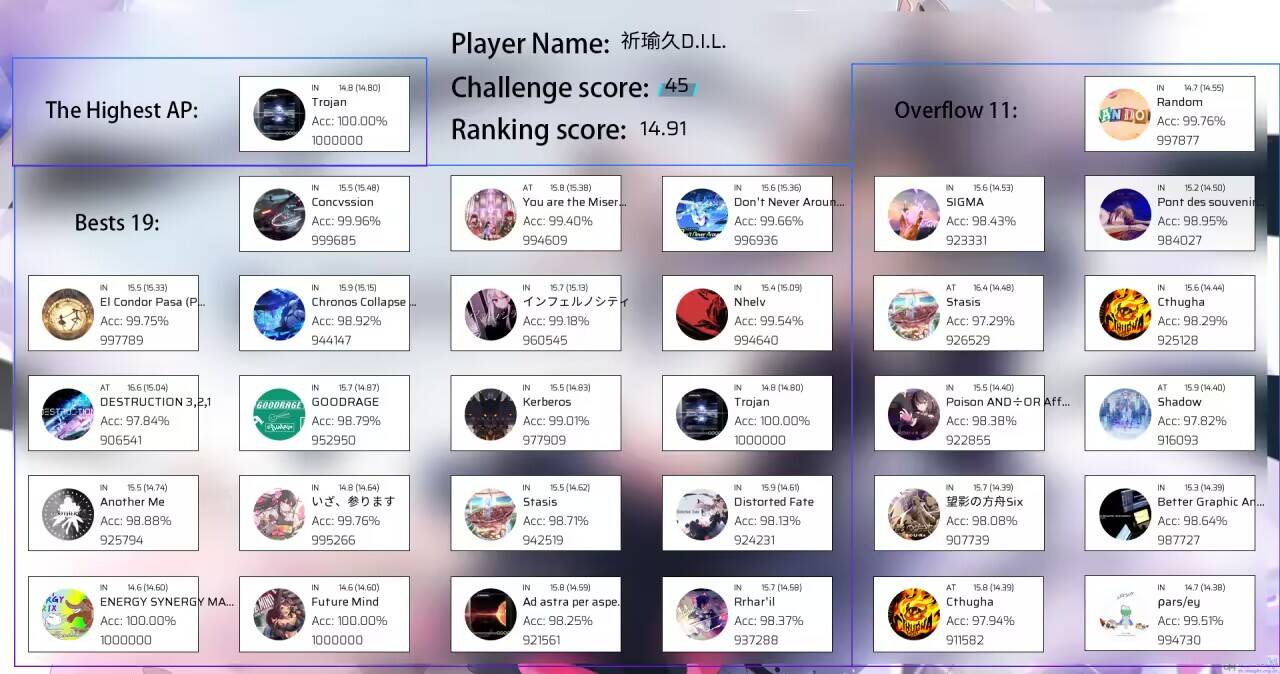 Player Name: 祈瑜久D.I.L.
Challenge score: 45
Ranking score: 14.91
The Highest AP:
IN 14.8 (14.80)
Trojan
Acc: 100.00%
1000000
Overflow 11:
IN 14.7 (14.55)
Random
Acc: 99.76%
997877
Bests 19:
IN 15.5 (15.48)
Concvssion
Acc: 99.96%
999685
AT 15.8 (15.38)
You are the Miser...
Acc: 99.40%
994609
IN 15.6 (15.36)
Don't Never Aroun...
Acc: 99.66%
996936
IN 15.6 (14.53)
SIGMA
Acc: 98.43%
923331
IN 15.2 (14.50)
Pont des souvenir...
Acc: 98.95%
984027
IN 15.5 (15.33)
El Condor Pasa (P...
Acc: 99.75%
997789
IN 15.9 (15.15)
Chronos Collapse ...
Acc: 98.92%
944147
IN 15.7 (15.13)
インフェルノシティ
Acc: 99.18%
960545
IN 15.4 (15.09)
Nhelv
Acc: 99.54%
994640
AT 16.4 (14.48)
Stasis
Acc: 97.29%
926529
IN 15.6 (14.44)
Cthugha
Acc: 98.29%
925128
AT 16.6 (15.04)
DESTRUCTION 3,2,1
Acc: 97.84%
906541
IN 15.7 (14.87)
GOODRAGE
Acc: 98.79%
952950
IN 15.5 (14.83)
Kerberos
Acc: 99.01%
977909
IN 14.8 (14.80)
Trojan
Acc: 100.00%
1000000
IN 15.5 (14.40)
Poison AND÷OR Aff...
Acc: 98.38%
922855
AT 15.9 (14.40)
Shadow
Acc: 97.82%
916093
IN 15.5 (14.74)
Another Me
Acc: 98.88%
925794
IN 14.8 (14.64)
いざ、参ります
Acc: 99.76%
995266
IN 15.5 (14.62)
Stasis
Acc: 98.71%
942519
IN 15.9 (14.61)
Distorted Fate
Acc: 98.13%
924231
IN 15.7 (14.39)
望影の方舟Six
Acc: 98.08%
907739
IN 15.3 (14.39)
Better Graphic An...
Acc: 98.64%
987727
IN 14.6 (14.60)
ENERGY SYNERGY MA...
Acc: 100.00%
1000000
IN 14.6 (14.60)
Future Mind
Acc: 100.00%
1000000
IN 15.8 (14.59)
Ad astra per aspe.
Acc: 98.25%
921561
IN 15.7 (14.58)
Rrhar'il
Acc: 98.37%
937288
AT 15.8 (14.39)
Cthugha
Acc: 97.94%
911582
IN 14.7 (14.38)
ρars/ey
Acc: 99.51%
994730